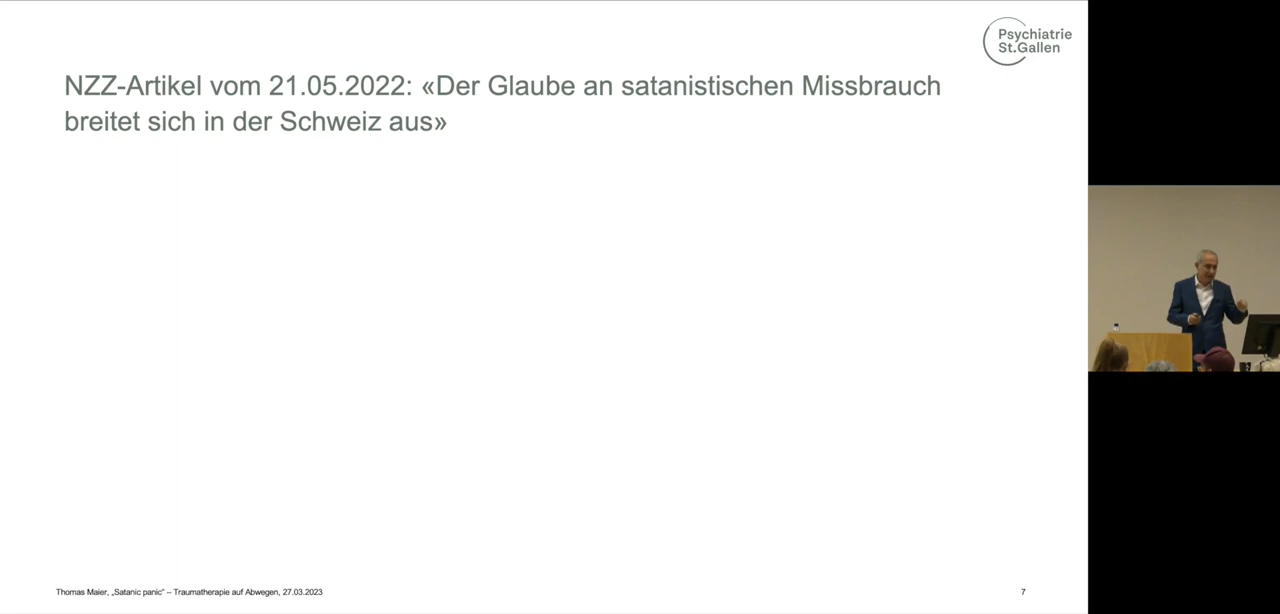 Psychiatrie
St.Gallen
NZZ-Artikel vom 21.05.2022: «Der Glaube an satanistischen Missbrauch
breitet sich in der Schweiz aus»
Thomas Maier, „Satanic panic“ – Traumatherapie auf Abwegen, 27.03.2023
7